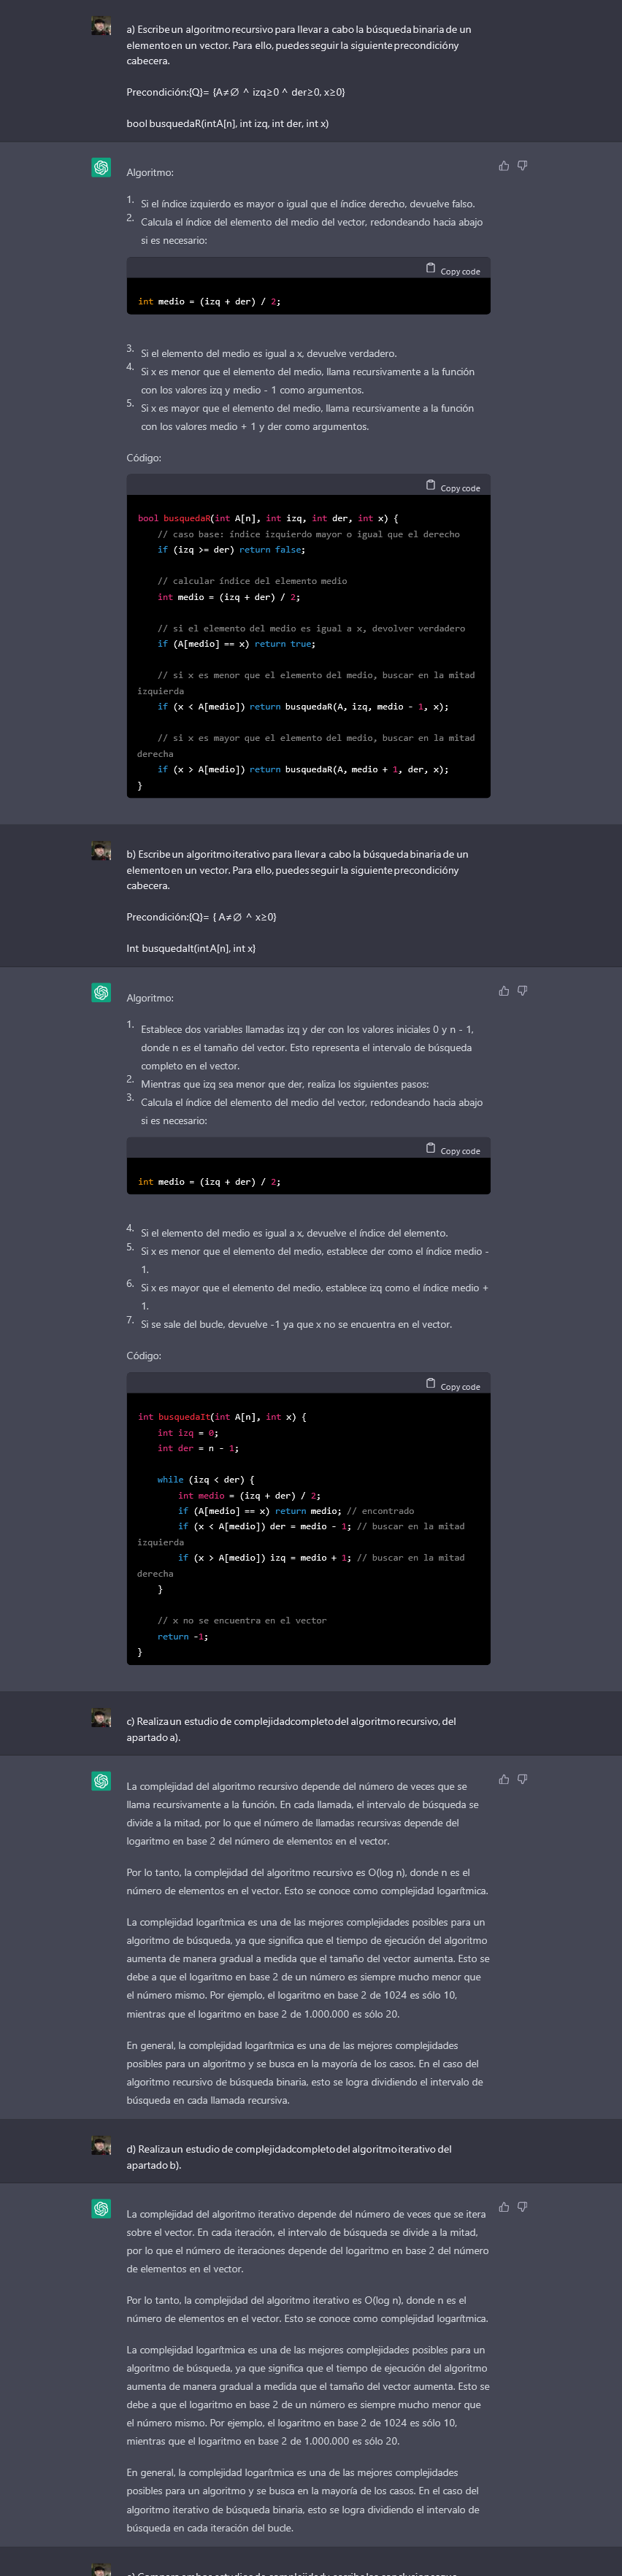 a) Escribe un algoritmo recursivo para llevar a cabo la búsqueda binaria de un
elemento en un vector. Para ello, puedes seguir la siguiente precondicióny
cabecera.
Precondición:{Q}= {A≠∅ ^ izq≥0 ^ der≥0, x≥0}
bool busquedaR(intA[n], int izq, int der, int x)
Algoritmo:
1. Si el índice izquierdo es mayor o igual que el índice derecho, devuelve falso.
2. Calcula el índice del elemento del medio del vector, redondeando hacia abajo
si es necesario:
Copy code
int medio = (izq + der) / 2;
3. Si el elemento del medio es igual a x, devuelve verdadero.
4. Si x es menor que el elemento del medio, llama recursivamente a la función
con los valores izq y medio - 1 como argumentos.
5. Si x es mayor que el elemento del medio, llama recursivamente a la función
con los valores medio + 1 y der como argumentos.
Código:
Copy code
bool busquedaR(int A[n], int izq, int der, int x) {
// caso base: índice izquierdo mayor o igual que el derecho
if (izq >= der) return false;
// calcular índice del elemento medio
int medio = (izq + der) / 2;
// si el elemento del medio es igual a x, devolver verdadero
if (A[medio] == x) return true;
// si x es menor que el elemento del medio, buscar en la mitad
izquierda
if (x < A[medio]) return busquedaR(A, izq, medio - 1, x);
// si x es mayor que el elemento del medio, buscar en la mitad
derecha
if (x > A[medio]) return busquedaR(A, medio + 1, der, x);
}
b) Escribe un algoritmo iterativo para llevar a cabo la búsqueda binaria de un
elemento en un vector. Para ello, puedes seguir la siguiente precondicióny
cabecera.
Precondición:{Q}= { A≠∅ ^ x≥0}
Int busquedaIt(intA[n], int x}
Algoritmo:
1. Establece dos variables llamadas izq y der con los valores iniciales 0 y n - 1,
donde n es el tamaño del vector. Esto representa el intervalo de búsqueda
completo en el vector.
2. Mientras que izq sea menor que der, realiza los siguientes pasos:
3. Calcula el índice del elemento del medio del vector, redondeando hacia abajo
si es necesario:
Copy code
int medio = (izq + der) / 2;
4. Si el elemento del medio es igual a x, devuelve el índice del elemento.
5. Si x es menor que el elemento del medio, establece der como el índice medio -
1.
6. Si x es mayor que el elemento del medio, establece izq como el índice medio +
1.
7. Si se sale del bucle, devuelve -1 ya que x no se encuentra en el vector.
Código:
Copy code
int busquedaIt(int A[n], int x) {
int izq = 0;
int der = n - 1;
while (izq < der) {
int medio = (izq + der) / 2;
if (A[medio] == x) return medio; // encontrado
if (x < A[medio]) der = medio - 1; // buscar en la mitad
izquierda
if (x > A[medio]) izq = medio + 1; // buscar en la mitad
derecha
}
// x no se encuentra en el vector
return -1;
}
c) Realiza un estudio de complejidadcompleto del algoritmo recursivo, del
apartado a).
La complejidad del algoritmo recursivo depende del número de veces que se
llama recursivamente a la función. En cada llamada, el intervalo de búsqueda se
divide a la mitad, por lo que el número de llamadas recursivas depende del
logaritmo en base 2 del número de elementos en el vector.
Por lo tanto, la complejidad del algoritmo recursivo es O(log n), donde n es el
número de elementos en el vector. Esto se conoce como complejidad logarítmica.
La complejidad logarítmica es una de las mejores complejidades posibles para un
algoritmo de búsqueda, ya que significa que el tiempo de ejecución del algoritmo
aumenta de manera gradual a medida que el tamaño del vector aumenta. Esto se
debe a que el logaritmo en base 2 de un número es siempre mucho menor que
el número mismo. Por ejemplo, el logaritmo en base 2 de 1024 es sólo 10,
mientras que el logaritmo en base 2 de 1.000.000 es sólo 20.
En general, la complejidad logarítmica es una de las mejores complejidades
posibles para un algoritmo y se busca en la mayoría de los casos. En el caso del
algoritmo recursivo de búsqueda binaria, esto se logra dividiendo el intervalo de
búsqueda en cada llamada recursiva.
d) Realiza un estudio de complejidadcompleto del algoritmo iterativo del
apartado b).
La complejidad del algoritmo iterativo depende del número de veces que se itera
sobre el vector. En cada iteración, el intervalo de búsqueda se divide a la mitad,
por lo que el número de iteraciones depende del logaritmo en base 2 del número
de elementos en el vector.
Por lo tanto, la complejidad del algoritmo iterativo es O(log n), donde n es el
número de elementos en el vector. Esto se conoce como complejidad logarítmica.
La complejidad logarítmica es una de las mejores complejidades posibles para un
algoritmo de búsqueda, ya que significa que el tiempo de ejecución del algoritmo
aumenta de manera gradual a medida que el tamaño del vector aumenta. Esto se
debe a que el logaritmo en base 2 de un número es siempre mucho menor que
el número mismo. Por ejemplo, el logaritmo en base 2 de 1024 es sólo 10,
mientras que el logaritmo en base 2 de 1.000.000 es sólo 20.
En general, la complejidad logarítmica es una de las mejores complejidades
posibles para un algoritmo y se busca en la mayoría de los casos. En el caso del
algoritmo iterativo de búsqueda binaria, esto se logra dividiendo el intervalo de
búsqueda en cada iteración del bucle.